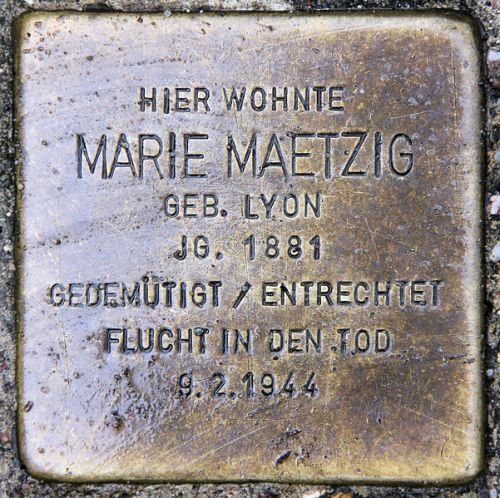 HIER WOHNTE
MARIE MAETZIG
GEB. LYON
JG. 1881
GEDEMÜTIGT / ENTRECHTET
FLUCHT IN DEN TOD
9.2.1944